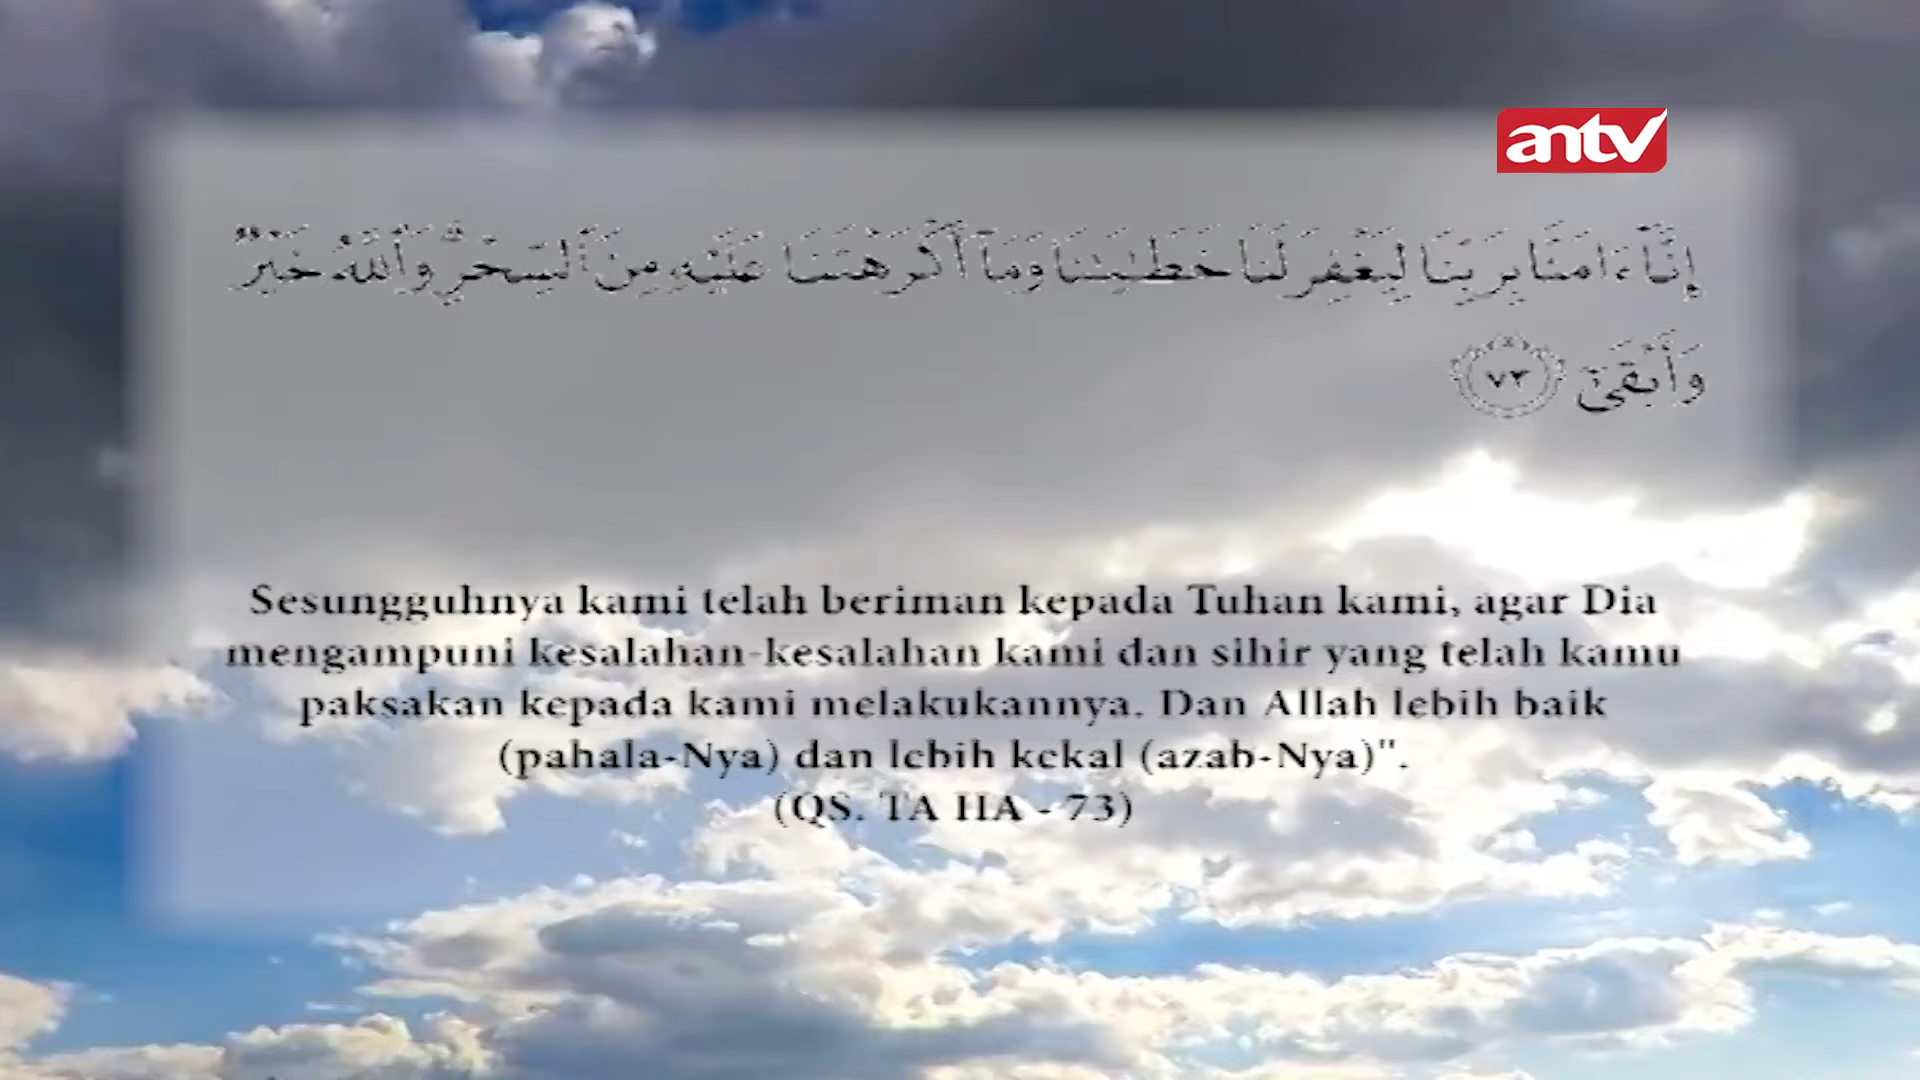 antv
إِنَّآ ءَامَنَّا بِرَبِّنَا لِيَغْفِرَ لَنَا خَطَٰيَٰنَا وَمَآ أَكْرَهْتَنَا عَلَيْهِ مِنَ ٱلسِّحْرِ ۗ وَٱللَّهُ خَيْرٌ
وَأَبْقَىٰٓ ٧٣
Sesungguhnya kami telah beriman kepada Tuhan kami, agar Dia
mengampuni kesalahan-kesalahan kami dan sihir yang telah kamu
paksakan kepada kami melakukannya. Dan Allah lebih baik
(pahala-Nya) dan lebih kekal (azab-Nya)".
(QS. TA HA - 73)